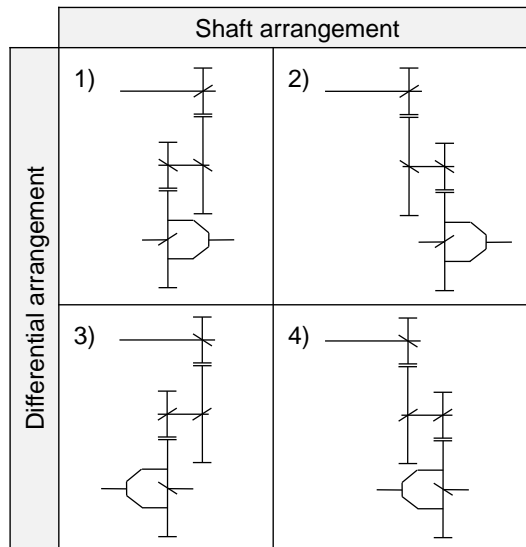 Shaft arrangement
Differential arrangement
1)
2)
3)
4)